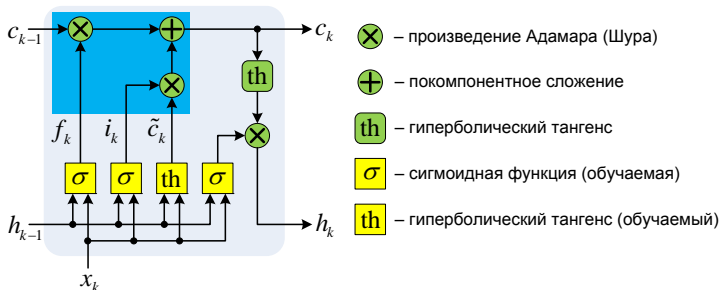 c_{k-1}
c_k
th
f_k i_k c̃_k
σ σ th σ
h_{k-1}
h_k
x_k
– произведение Адамара (Шура)
– покомпонентное сложение
th – гиперболический тангенс
σ – сигмоидная функция (обучаемая)
th – гиперболический тангенс (обучаемый)